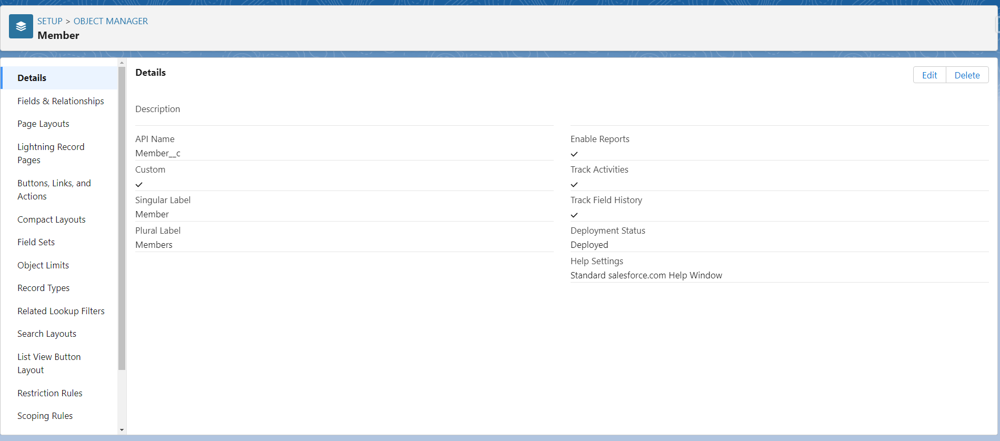 SETUP > OBJECT MANAGER
Member
Details
Fields & Relationships
Page Layouts
Lightning Record
Pages
Buttons, Links, and
Actions
Compact Layouts
Field Sets
Object Limits
Record Types
Related Lookup Filters
Search Layouts
List View Button
Layout
Restriction Rules
Scoping Rules
Details
Edit
Delete
Description
API Name
Member__c
Custom
Singular Label
Member
Plural Label
Members
Enable Reports
Track Activities
Track Field History
Deployment Status
Deployed
Help Settings
Standard salesforce.com Help Window